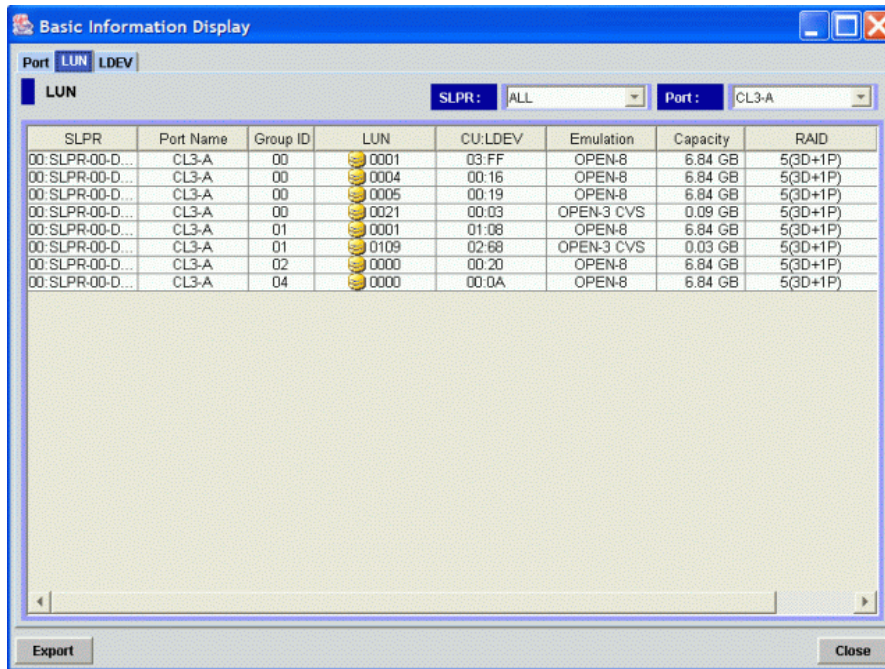 Basic Information Display
Port LUN LDEV
LUN SLPR: ALL Port: CL3-A
SLPR Port Name Group ID LUN CU:LDEV Emulation Capacity RAID
00:SLPR-00-D... CL3-A 00 0001 03:FF OPEN-8 6.84 GB 5(3D+1P)
00:SLPR-00-D... CL3-A 00 0004 00:16 OPEN-8 6.84 GB 5(3D+1P)
00:SLPR-00-D... CL3-A 00 0005 00:19 OPEN-8 6.84 GB 5(3D+1P)
00:SLPR-00-D... CL3-A 00 0021 00:03 OPEN-3 CVS 0.09 GB 5(3D+1P)
00:SLPR-00-D... CL3-A 01 0001 01:08 OPEN-8 6.84 GB 5(3D+1P)
00:SLPR-00-D... CL3-A 01 0109 02:68 OPEN-3 CVS 0.03 GB 5(3D+1P)
00:SLPR-00-D... CL3-A 02 0000 00:20 OPEN-8 6.84 GB 5(3D+1P)
00:SLPR-00-D... CL3-A 04 0000 00:0A OPEN-8 6.84 GB 5(3D+1P)
Export Close